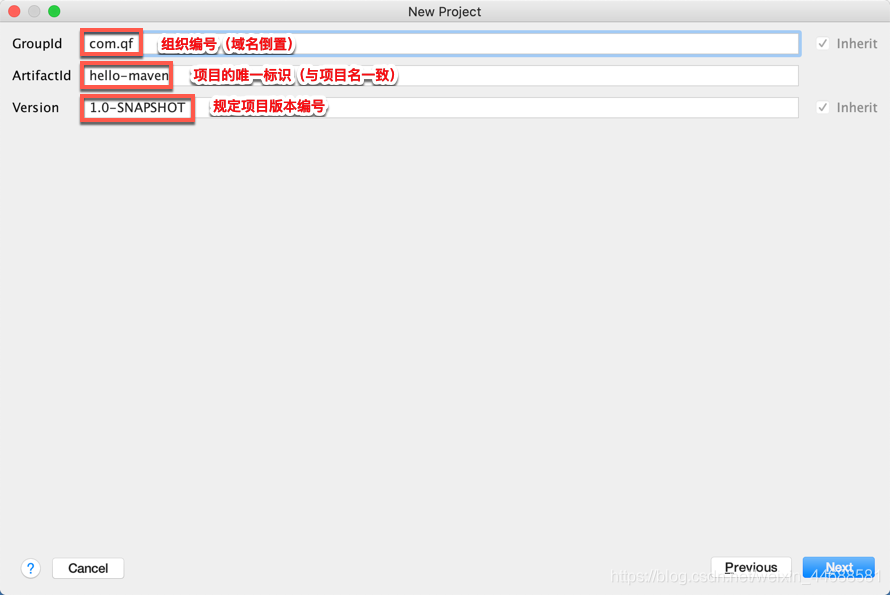 New Project
GroupId com.qf 组织编号（域名倒置） Inherit
ArtifactId hello-maven 项目的唯一标识（与项目名一致）
Version 1.0-SNAPSHOT 规定项目版本编号 Inherit
? Cancel Previous Next
https://blog.csdn.net/weixin_44688581